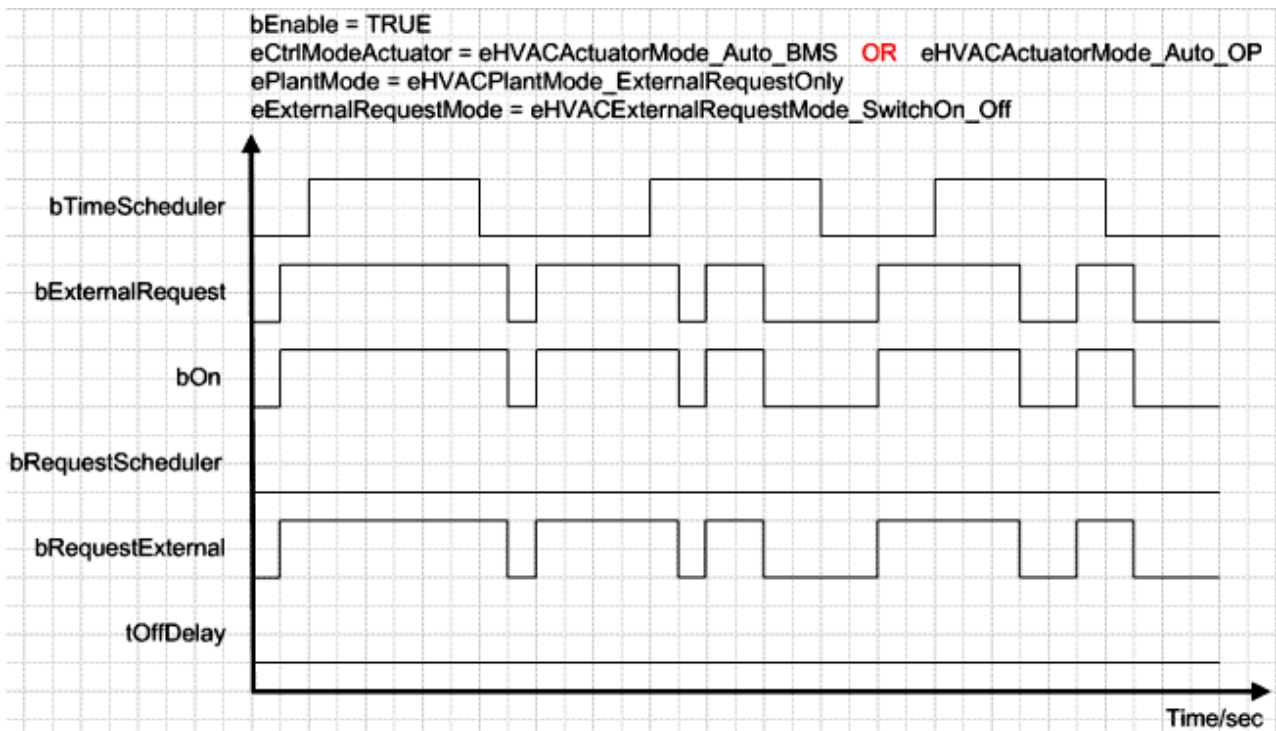 bEnable = TRUE
eCtrlModeActuator = eHVACActuatorMode_Auto_BMS OR eHVACActuatorMode_Auto_OP
ePlantMode = eHVACPlantMode_ExternalRequestOnly
eExternalRequestMode = eHVACExternalRequestMode_SwitchOn_Off
bTimeScheduler
bExternalRequest
bOn
bRequestScheduler
bRequestExternal
tOffDelay
Time/sec